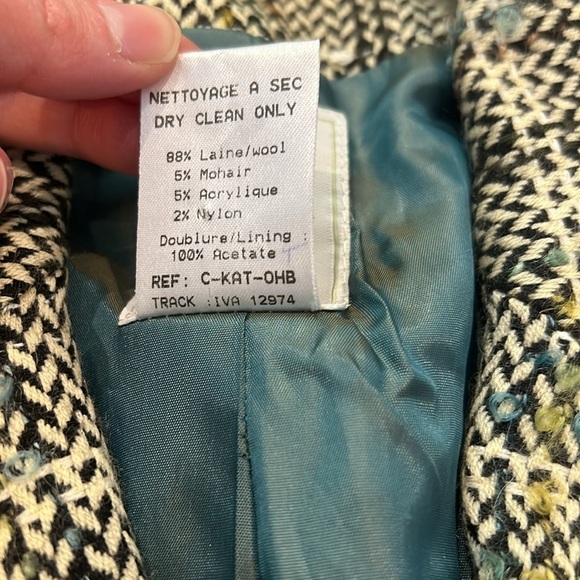 NETTOYAGE A SEC
DRY CLEAN ONLY
88% Laine/wool
5% Mohair
5% Acrylique
2% Nylon
Doublure/Lining :
100% Acetate
REF: C-KAT-OHB
TRACK :IVA 12974